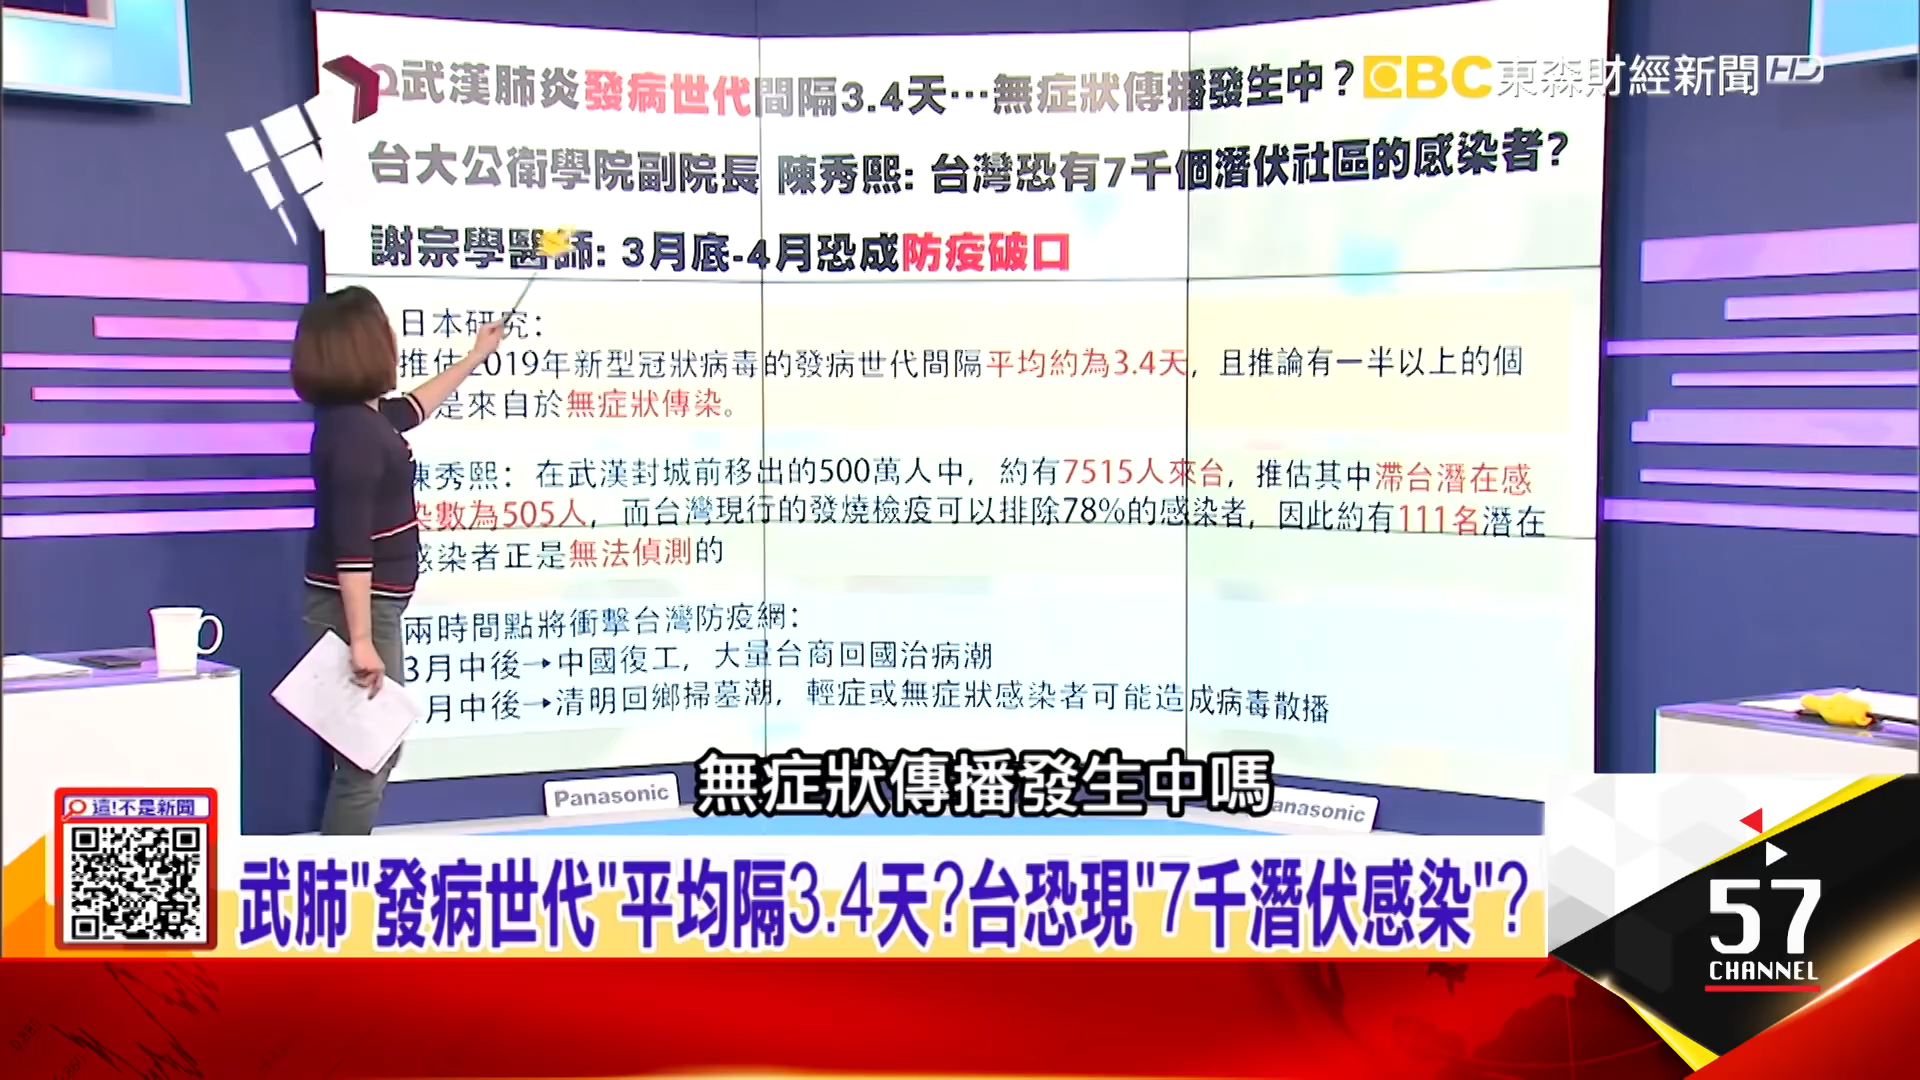 Q武漢肺炎發病世代間隔3.4天…無症狀傳播發生中？
EBC 東森財經新聞 HD
台大公衛學院副院長 陳秀熙: 台灣恐有7千個潛伏社區的感染者?
謝宗學醫師: 3月底-4月恐成防疫破口
日本研究:
推估2019年新型冠狀病毒的發病世代間隔平均約為3.4天，且推論有一半以上的個
是來自於無症狀傳染。
陳秀熙: 在武漢封城前移出的500萬人中，約有7515人來台，推估其中滯台潛在感
染數為505人，而台灣現行的發燒檢疫可以排除78%的感染者，因此約有111名潛在
感染者正是無法偵測的
兩時間點將衝擊台灣防疫網:
3月中後→中國復工，大量台商回國治病潮
月中後→清明回鄉掃墓潮，輕症或無症狀感染者可能造成病毒散播
Panasonic
Panasonic
無症狀傳播發生中嗎
這!不是新聞
武肺"發病世代"平均隔3.4天?台恐現"7千潛伏感染"?
57
CHANNEL